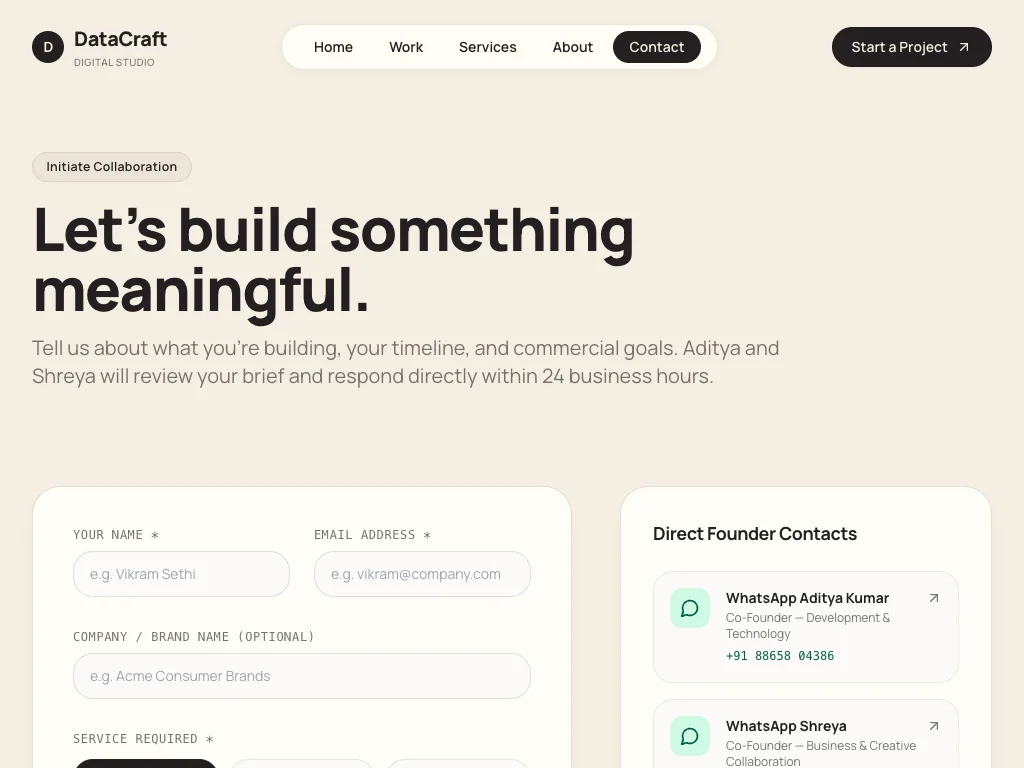 D
DataCraft
DIGITAL STUDIO
Home
Work
Services
About
Contact
Start a Project
Initiate Collaboration
Let’s build something
meaningful.
Tell us about what you’re building, your timeline, and commercial goals. Aditya and
Shreya will review your brief and respond directly within 24 business hours.
YOUR NAME *
e.g. Vikram Sethi
EMAIL ADDRESS *
e.g. vikram@company.com
COMPANY / BRAND NAME (OPTIONAL)
e.g. Acme Consumer Brands
SERVICE REQUIRED *
Direct Founder Contacts
WhatsApp Aditya Kumar
Co-Founder — Development &
Technology
+91 88658 04386
WhatsApp Shreya
Co-Founder — Business & Creative
Collaboration